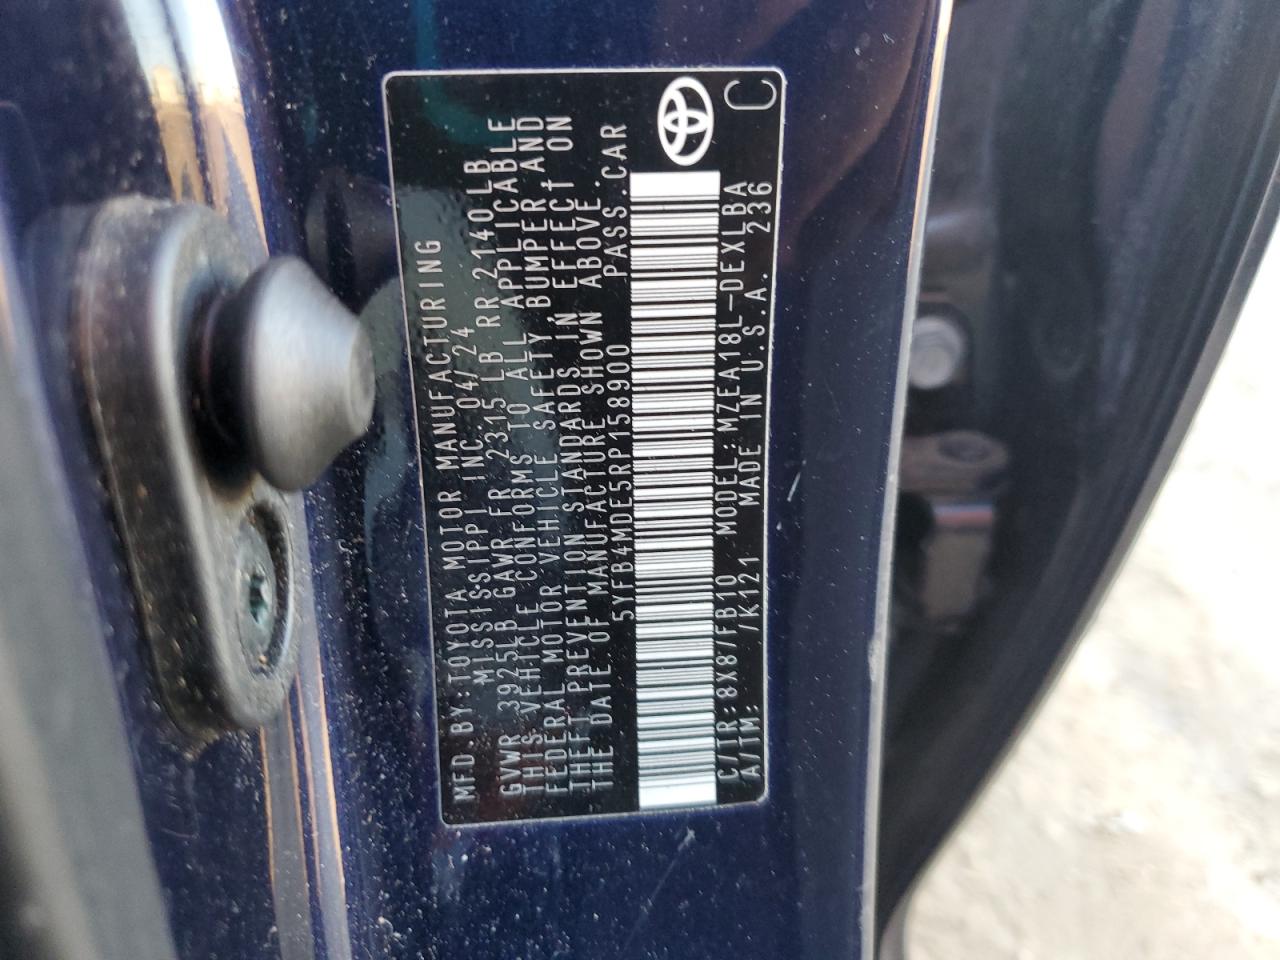 MFD.BY:TOYOTA MOTOR MANUFACTURING
MISSISSIPPI INC.04/24
GVWR 3925LB GAWR FR 2315LB RR 2140LB
THIS VEHICLE CONFORMS TO ALL APPLICABLE
FEDERAL MOTOR VEHICLE SAFETY, BUMPER, AND
THEFT PREVENTION STANDARDS IN EFFECT ON
THE DATE OF MANUFACTURE SHOWN ABOVE.
5YFB4MDE5RP158900 PASS.CAR
C/TR:8X8/FB10 MODEL:MZEA18L-DEXLBA
A/TM: /K121 MADE IN U.S.A. 236
C